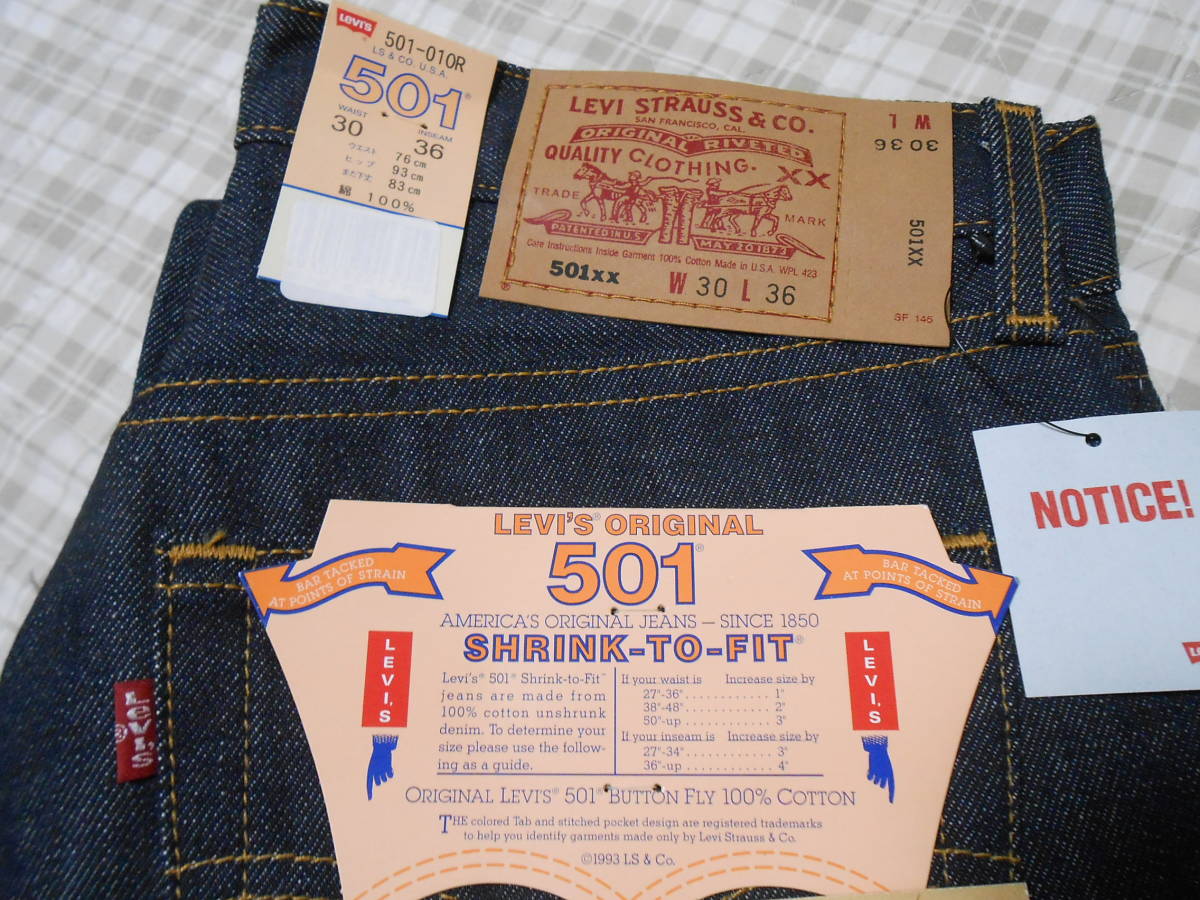 Levi's
501-010R
LS & CO. U.S.A.
501®
WAIST INSEAM
30 36
ウエスト 76cm
ヒップ 93cm
また下丈 83cm
綿 100%
LEVI STRAUSS & CO.
SAN FRANCISCO, CAL.
ORIGINAL RIVETED
QUALITY CLOTHING.
XX
TRADE MARK
PATENTED IN U.S. MAY 20 1873
Care Instructions Inside Garment 100% Cotton Made in U.S.A. WPL 423
501XX W 30 L 36
®
W L
30 36
501XX
SF 146
NOTICE!
LEVI'S® ORIGINAL
501®
BAR TACKED
AT POINTS OF STRAIN
BAR TACKED
AT POINTS OF STRAIN
AMERICA'S ORIGINAL JEANS — SINCE 1850
SHRINK-TO-FIT®
LEVI'S
LEVI'S
Levi's® 501® Shrink-to-Fit™
jeans are made from
100% cotton unshrunk
denim. To determine your
size please use the follow-
ing as a guide.
If your waist is Increase size by
27"-36" . . . . . . . . . . . . 1"
38"-48" . . . . . . . . . . . . 2"
50"-up . . . . . . . . . . . . 3"
If your inseam is Increase size by
27"-34" . . . . . . . . . . . . 3"
36"-up . . . . . . . . . . . . 4"
ORIGINAL LEVI'S® 501® BUTTON FLY 100% COTTON
THE colored Tab and stitched pocket design are registered trademarks
to help you identify garments made only by Levi Strauss & Co.
©1993 LS & Co.
LEVI'S
®